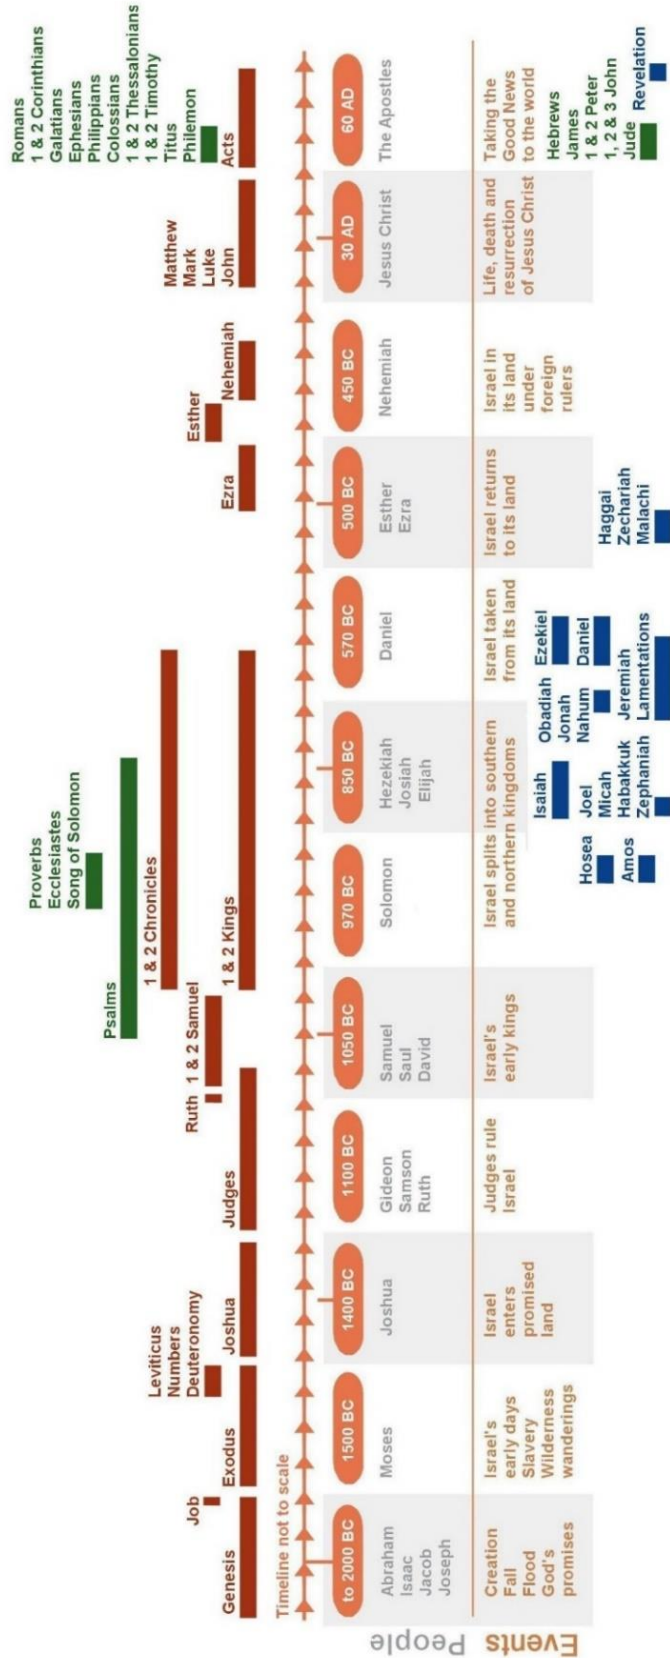 Proverbs
Ecclesiastes
Song of Solomon
Romans
1 & 2 Corinthians
Galatians
Ephesians
Philippians
Colossians
1 & 2 Thessalonians
1 & 2 Timothy
Titus
Philemon
Psalms
1 & 2 Chronicles
Matthew
Mark
Luke
John
Job
Leviticus
Numbers
Deuteronomy
Ruth
1 & 2 Samuel
Esther
Genesis
Exodus
Joshua
Judges
1 & 2 Kings
Ezra
Nehemiah
Acts
Timeline not to scale
to 2000 BC
1500 BC
1400 BC
1100 BC
1050 BC
970 BC
850 BC
570 BC
500 BC
450 BC
30 AD
60 AD
People
Abraham
Isaac
Jacob
Joseph
Moses
Joshua
Gideon
Samson
Ruth
Samuel
Saul
David
Solomon
Hezekiah
Josiah
Elijah
Daniel
Esther
Ezra
Nehemiah
Jesus Christ
The Apostles
Events
Creation
Fall
Flood
God's
promises
Israel's
early days
Slavery
Wilderness
wanderings
Israel
enters
promised
land
Judges rule
Israel
Israel's
early kings
Israel splits into southern
and northern kingdoms
Israel taken
from its land
Israel returns
to its land
Israel in
its land
under
foreign
rulers
Life, death and
resurrection
of Jesus Christ
Taking the
Good News
to the world
Hosea
Amos
Isaiah
Joel
Micah
Habakkuk
Zephaniah
Obadiah
Jonah
Nahum
Jeremiah
Lamentations
Ezekiel
Daniel
Haggai
Zechariah
Malachi
Hebrews
James
1 & 2 Peter
1, 2 & 3 John
Jude
Revelation